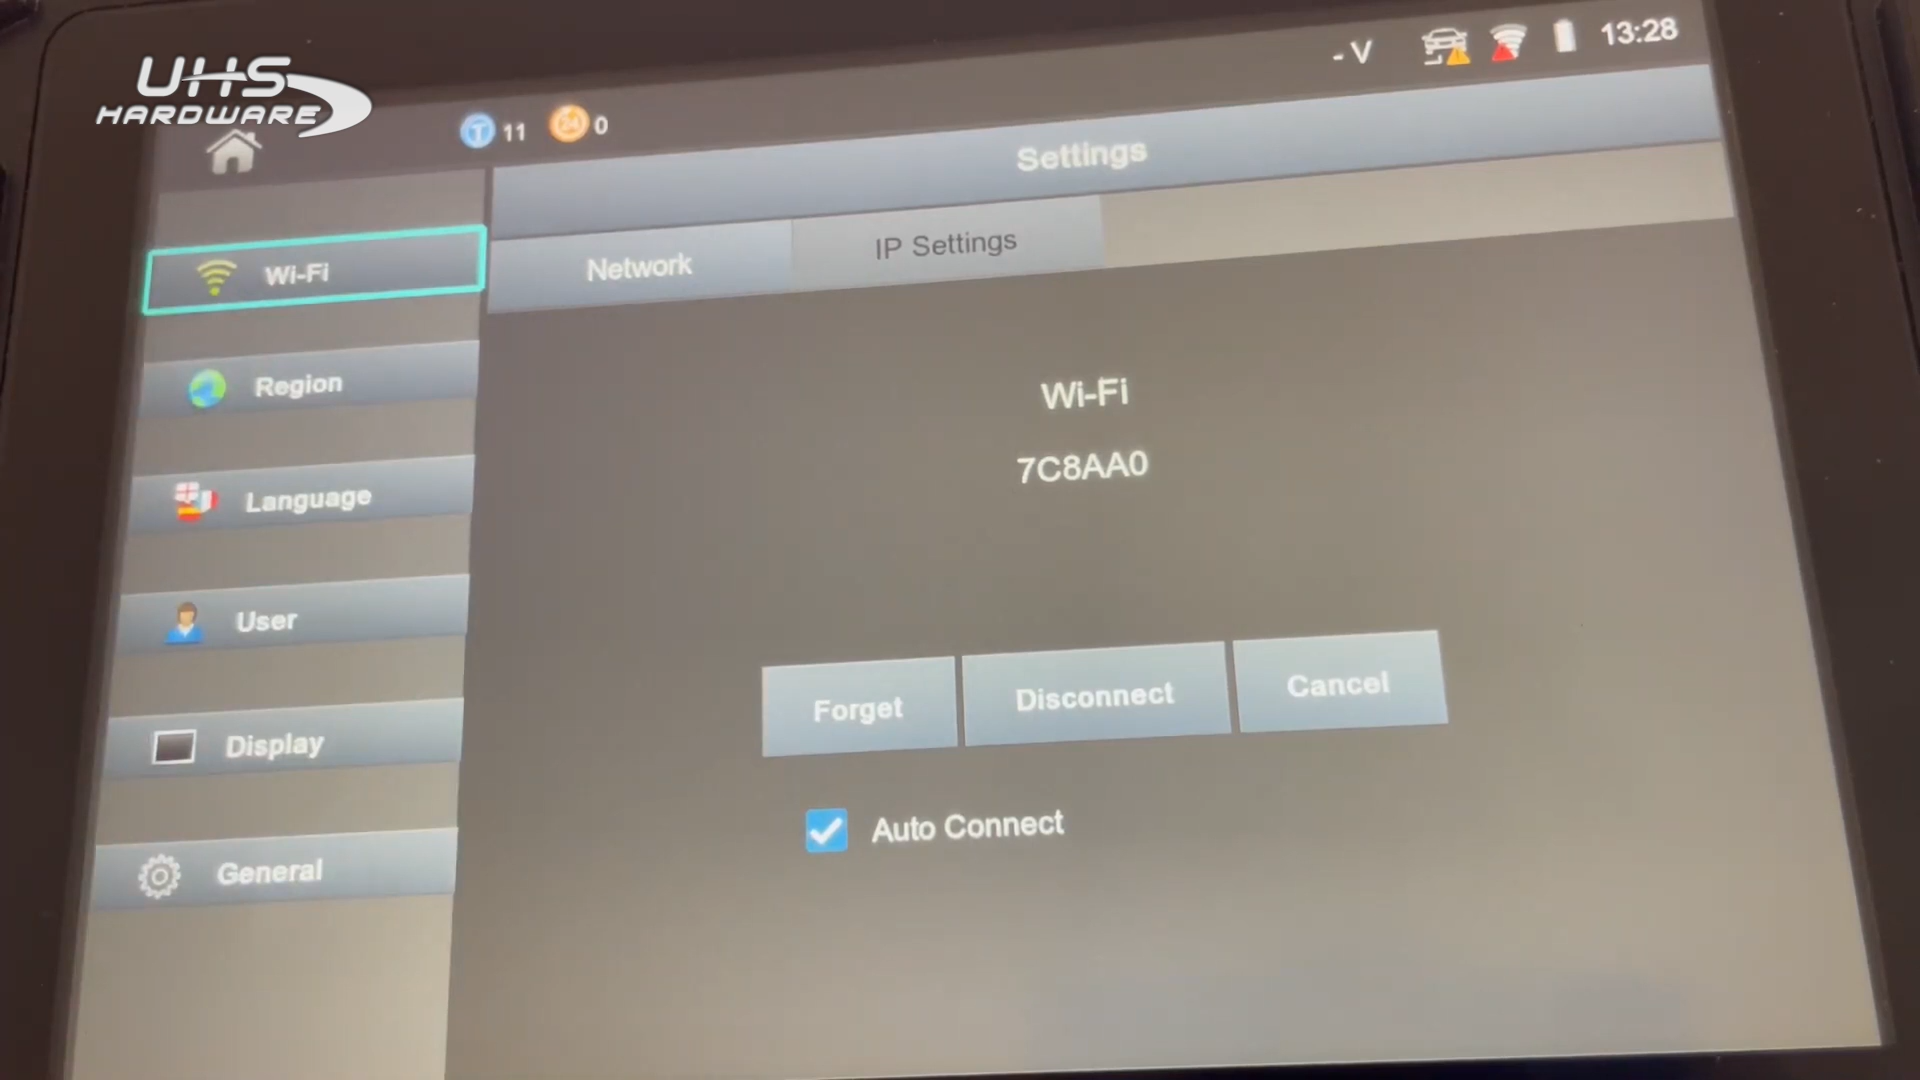 UHS
HARDWARE
- V
13:28
T 11 24 0
Settings
Network
IP Settings
Wi-Fi
Region
Language
User
Display
General
Wi-Fi
7C8AA0
Forget
Disconnect
Cancel
Auto Connect